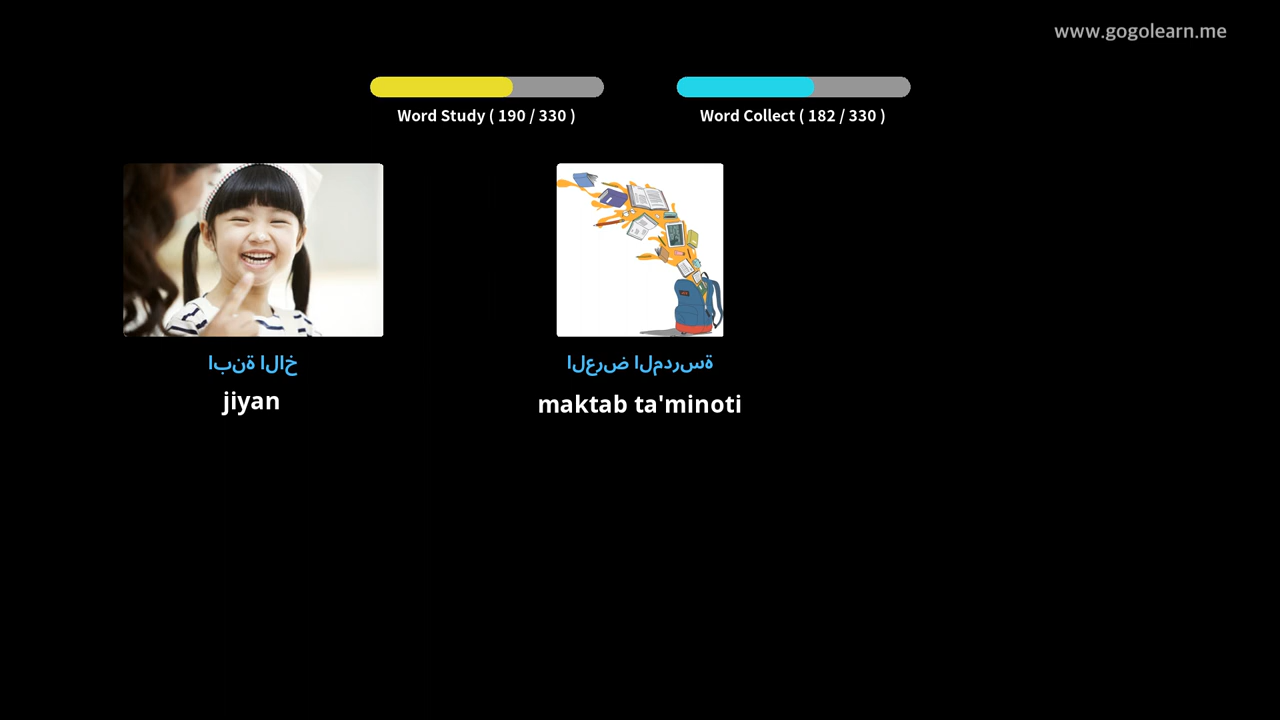 www.gogolearn.me
Word Study ( 190 / 330 )
Word Collect ( 182 / 330 )
ابنة الاخ
jiyan
العرض المدرسة
maktab ta'minoti